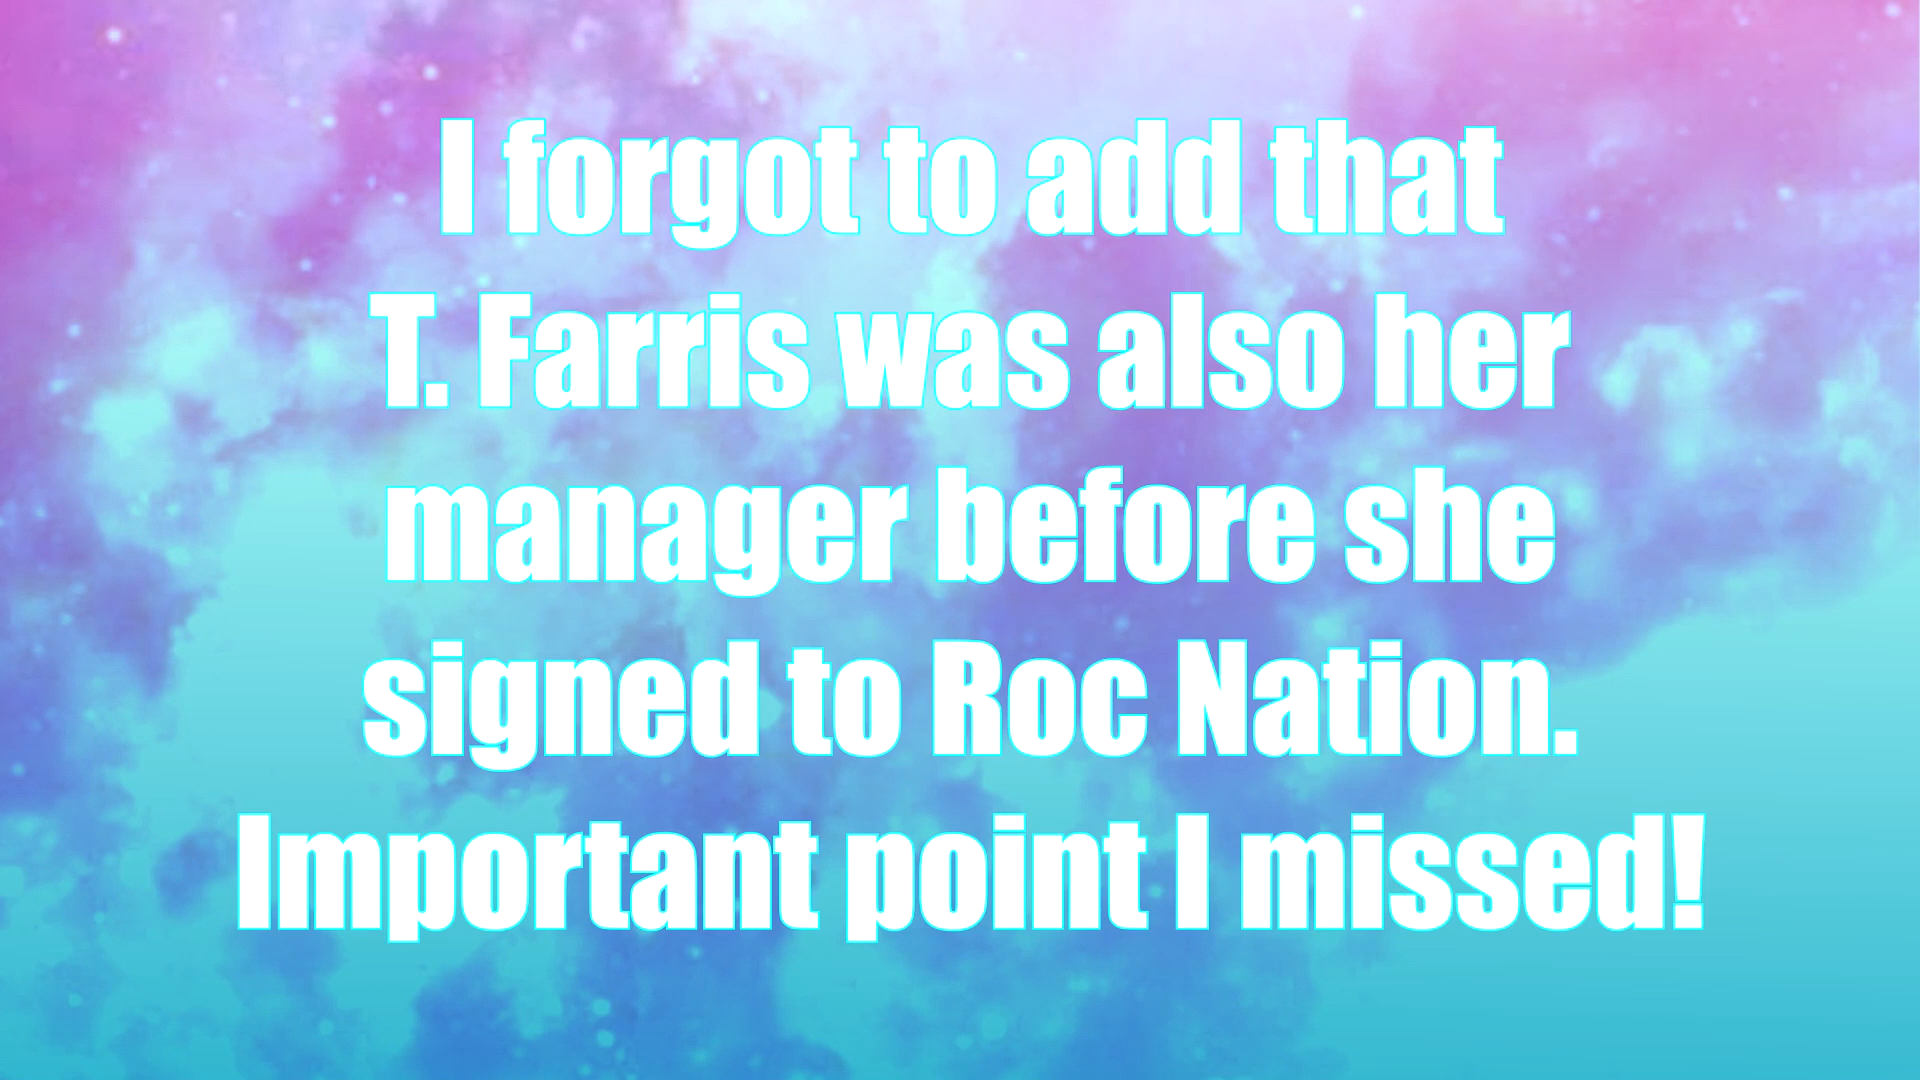 I forgot to add that
T. Farris was also her
manager before she
signed to Roc Nation.
Important point I missed!